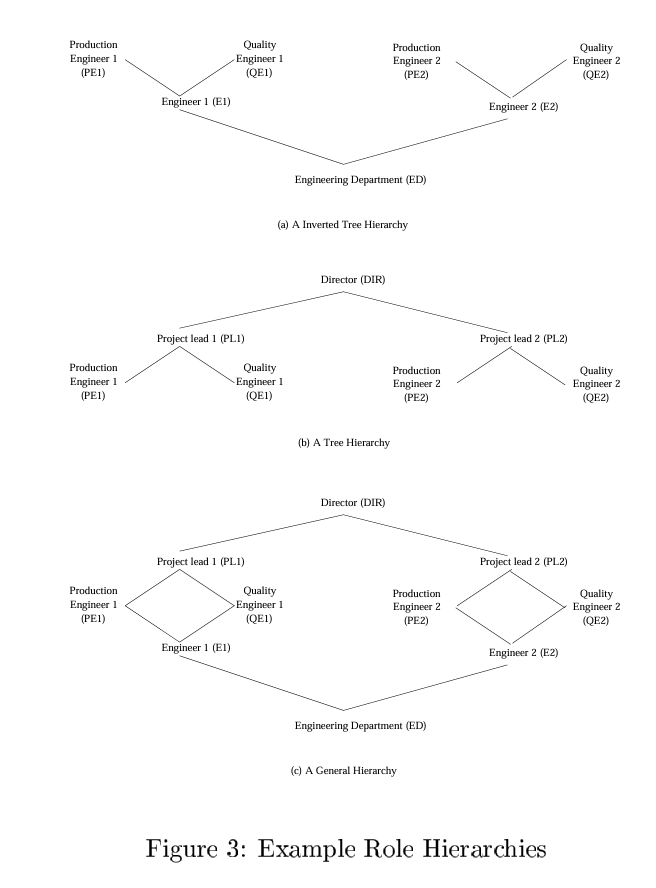 Production
Engineer 1
(PE1)
Quality
Engineer 1
(QE1)
Production
Engineer 2
(PE2)
Quality
Engineer 2
(QE2)
Engineer 1 (E1)
Engineer 2 (E2)
Engineering Department (ED)
(a) A Inverted Tree Hierarchy
Director (DIR)
Project lead 1 (PL1)
Project lead 2 (PL2)
Production
Engineer 1
(PE1)
Quality
Engineer 1
(QE1)
Production
Engineer 2
(PE2)
Quality
Engineer 2
(QE2)
(b) A Tree Hierarchy
Director (DIR)
Project lead 1 (PL1)
Project lead 2 (PL2)
Production
Engineer 1
(PE1)
Quality
Engineer 1
(QE1)
Production
Engineer 2
(PE2)
Quality
Engineer 2
(QE2)
Engineer 1 (E1)
Engineer 2 (E2)
Engineering Department (ED)
(c) A General Hierarchy
Figure 3: Example Role Hierarchies